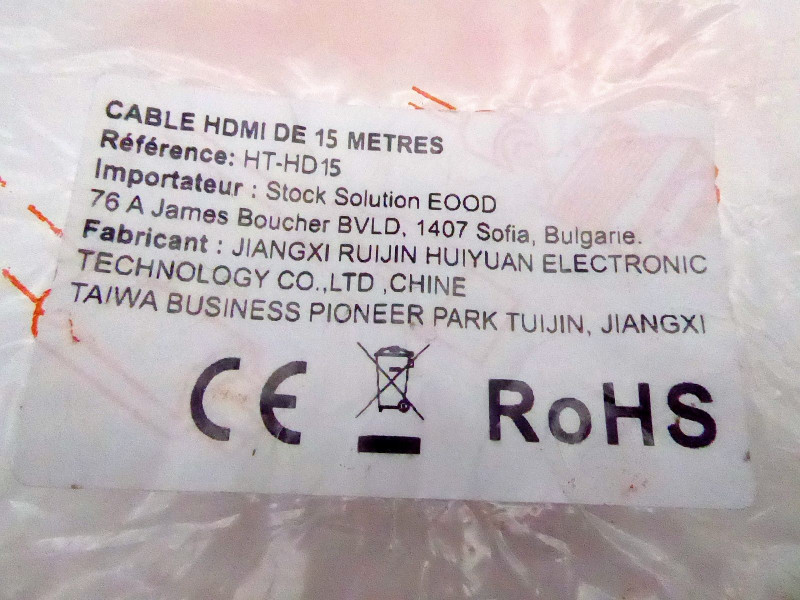 CABLE HDMI DE 15 METRES
Référence: HT-HD15
Importateur : Stock Solution EOOD
76 A James Boucher BVLD, 1407 Sofia, Bulgarie.
Fabricant : JIANGXI RUIJIN HUIYUAN ELECTRONIC
TECHNOLOGY CO.,LTD ,CHINE
TAIWA BUSINESS PIONEER PARK TUIJIN, JIANGXI
CE RoHS